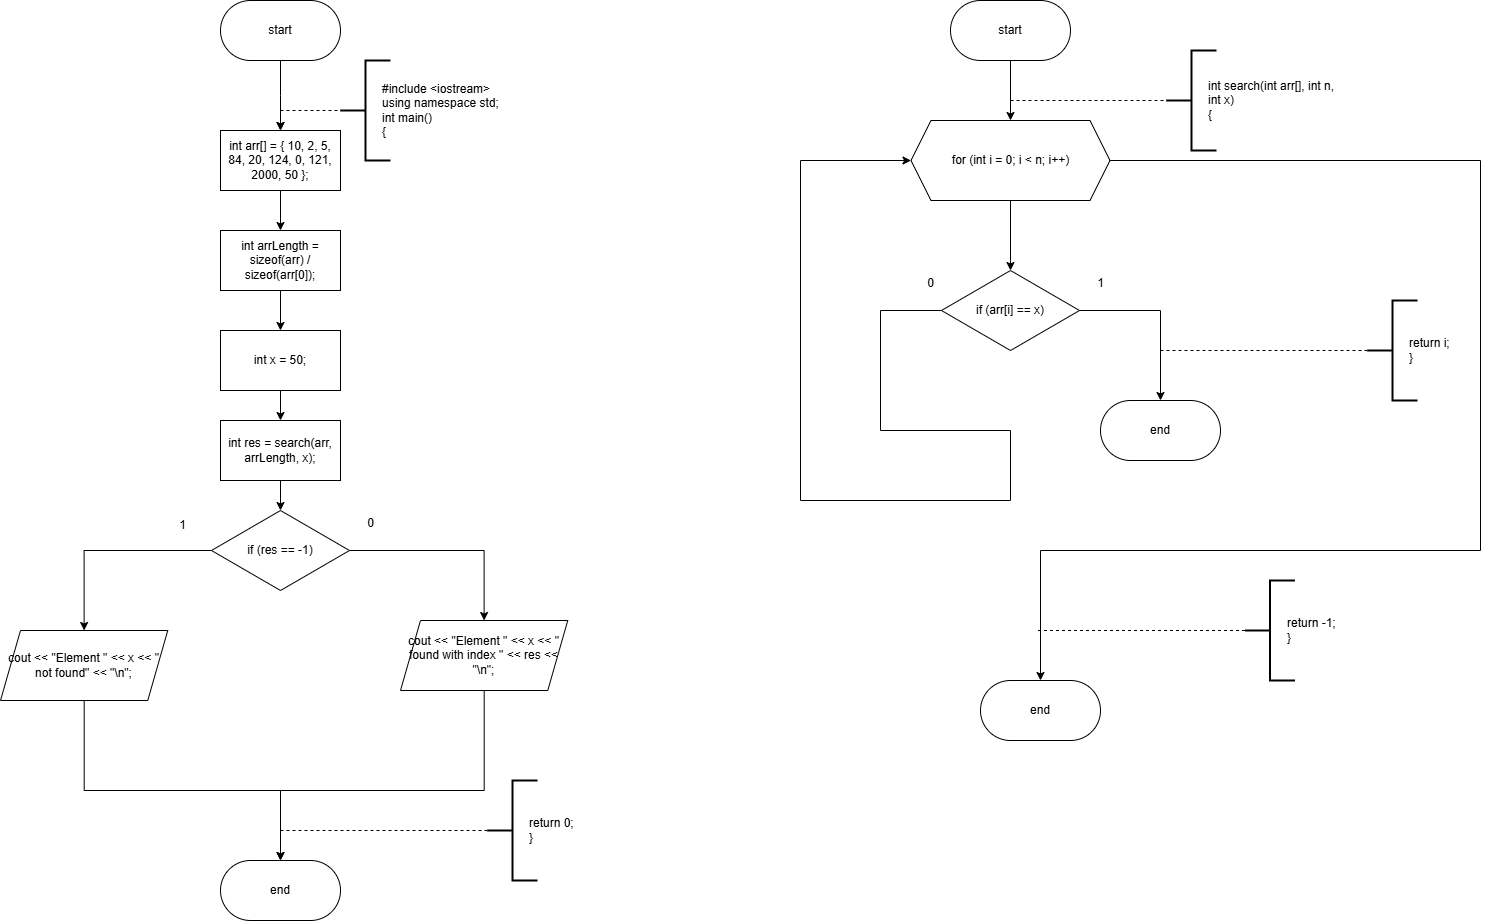 start
#include <iostream>
using namespace std;
int main()
{
int arr[] = { 10, 2, 5,
84, 20, 124, 0, 121,
2000, 50 };
int arrLength =
sizeof(arr) /
sizeof(arr[0]);
int x = 50;
int res = search(arr,
arrLength, x);
1
0
if (res == -1)
cout << "Element " << x << "
not found" << "\n";
cout << "Element " << x << "
found with index " << res <<
"\n";
return 0;
}
end
start
int search(int arr[], int n,
int x)
{
for (int i = 0; i < n; i++)
0
1
if (arr[i] == x)
return i;
}
end
return -1;
}
end